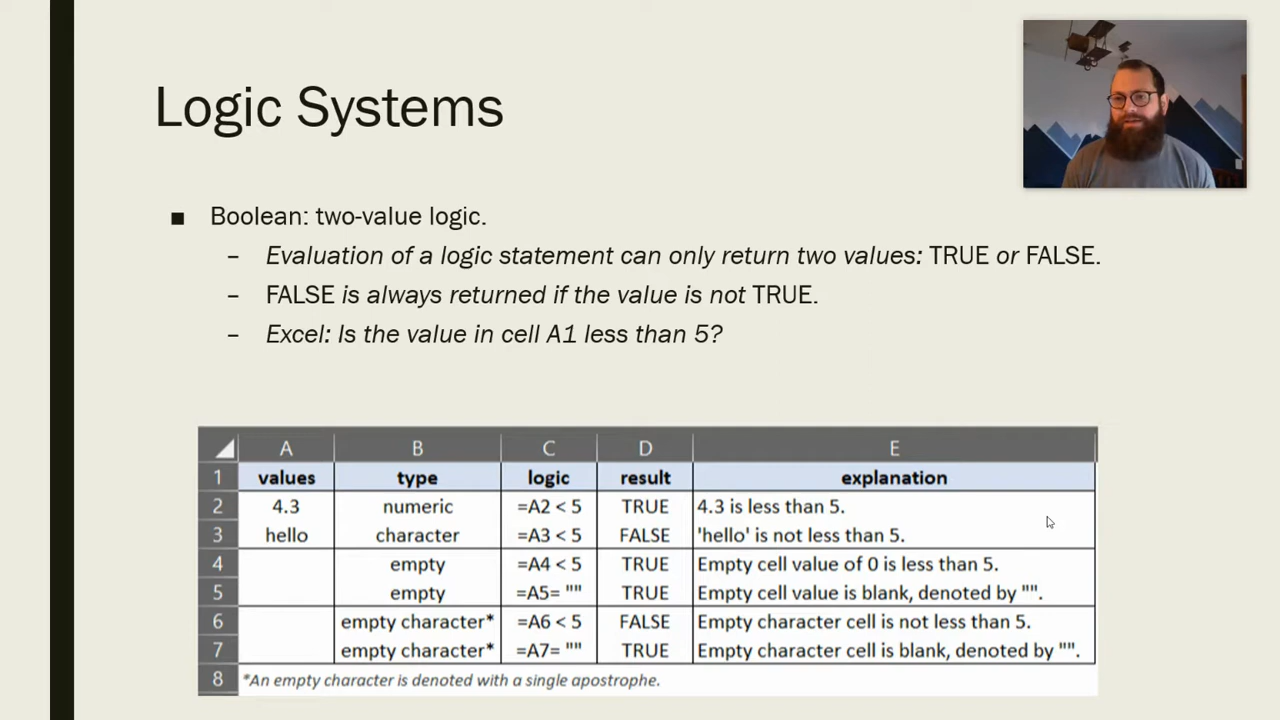 Logic Systems
■ Boolean: two-value logic.
– Evaluation of a logic statement can only return two values: TRUE or FALSE.
– FALSE is always returned if the value is not TRUE.
– Excel: Is the value in cell A1 less than 5?
A B C D E
1 values type logic result explanation
2 4.3 numeric =A2 < 5 TRUE 4.3 is less than 5.
3 hello character =A3 < 5 FALSE 'hello' is not less than 5.
4 empty =A4 < 5 TRUE Empty cell value of 0 is less than 5.
5 empty =A5= "" TRUE Empty cell value is blank, denoted by "".
6 empty character* =A6 < 5 FALSE Empty character cell is not less than 5.
7 empty character* =A7= "" TRUE Empty character cell is blank, denoted by "".
8 *An empty character is denoted with a single apostrophe.